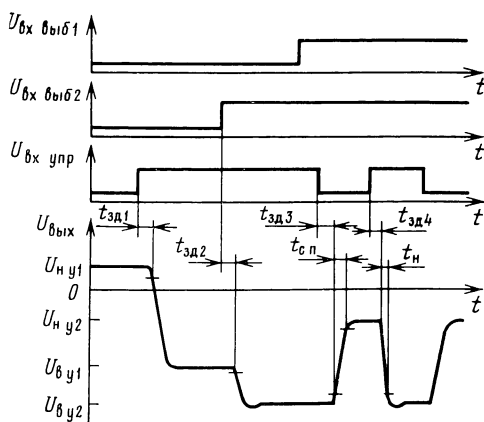 Uвх выб1
t
Uвх выб2
t
Uвх упр
t
tзд1
tзд2
tзд3
tс п
tзд4
tн
Uвых
Uн у1
0
t
Uн у2
Uв у1
Uв у2